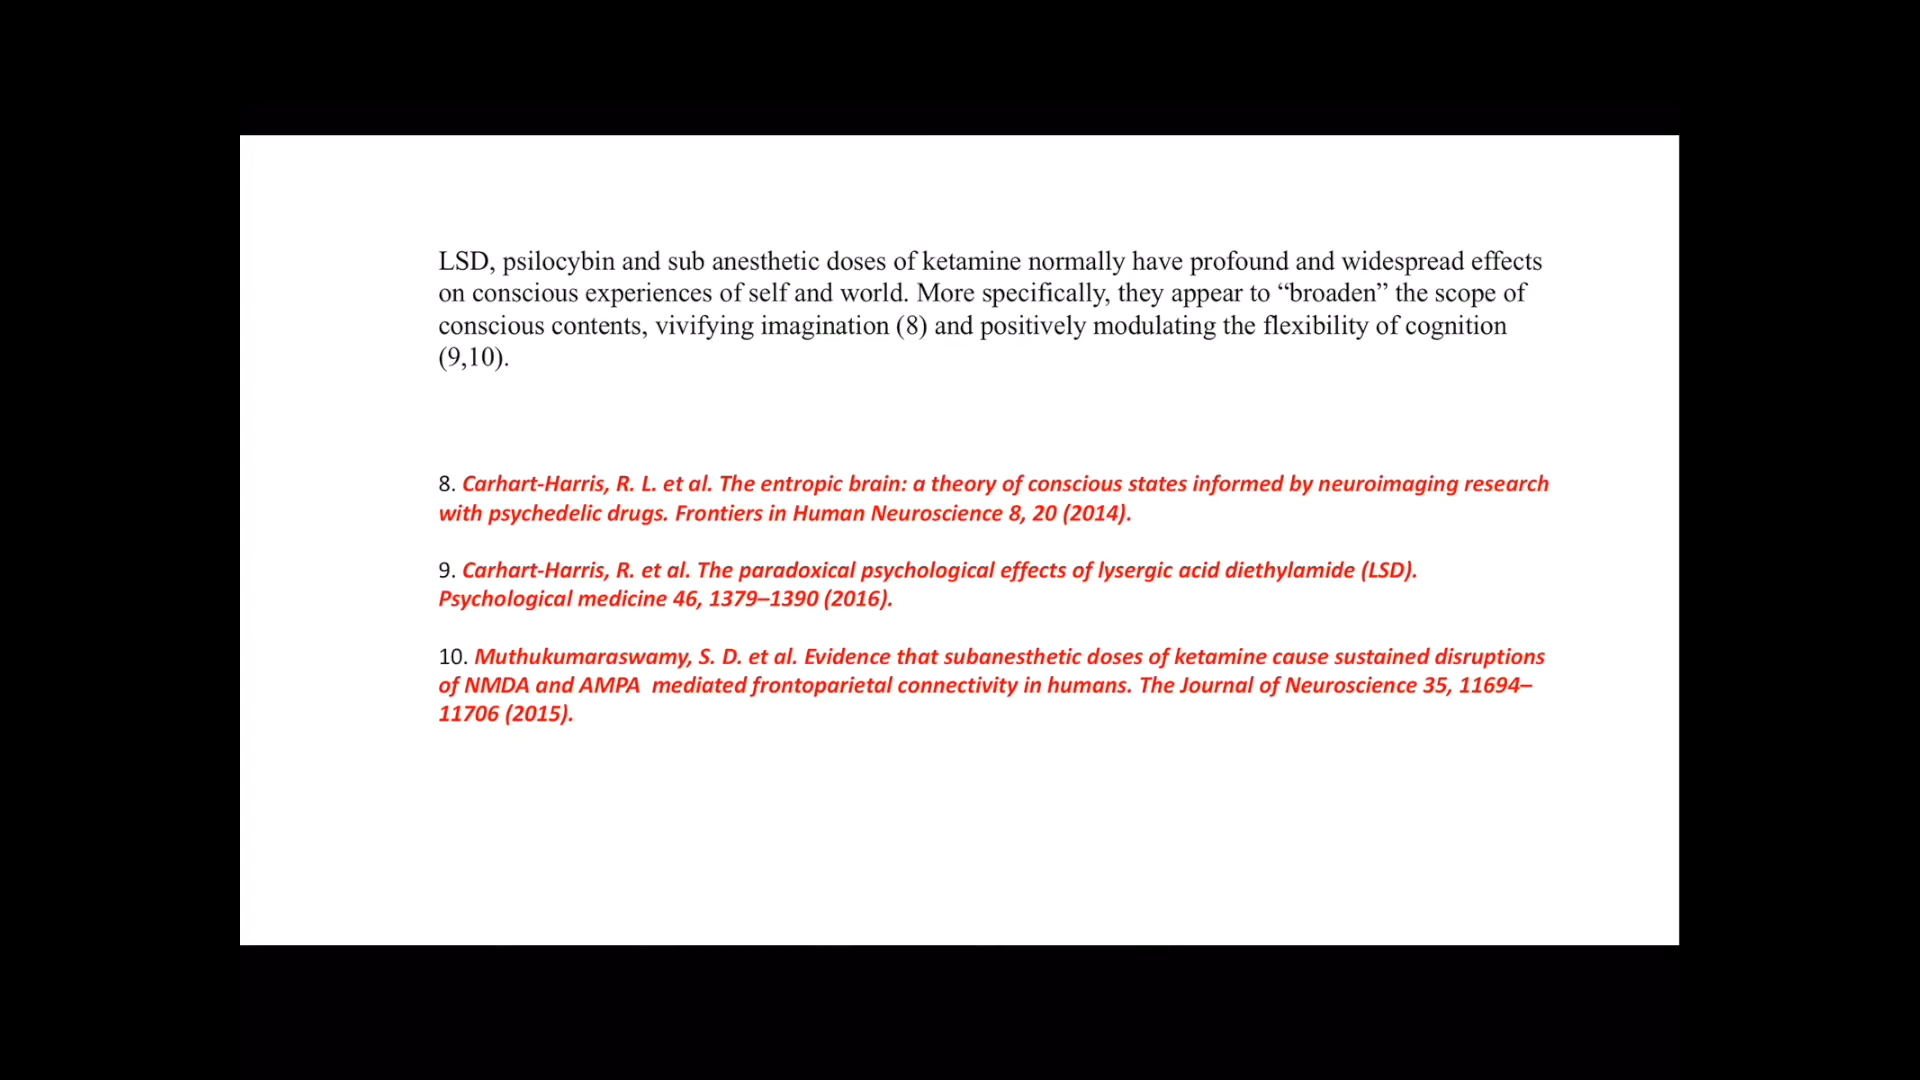 LSD, psilocybin and sub anesthetic doses of ketamine normally have profound and widespread effects
on conscious experiences of self and world. More specifically, they appear to “broaden” the scope of
conscious contents, vivifying imagination (8) and positively modulating the flexibility of cognition
(9,10).
8. Carhart-Harris, R. L. et al. The entropic brain: a theory of conscious states informed by neuroimaging research
with psychedelic drugs. Frontiers in Human Neuroscience 8, 20 (2014).
9. Carhart-Harris, R. et al. The paradoxical psychological effects of lysergic acid diethylamide (LSD).
Psychological medicine 46, 1379–1390 (2016).
10. Muthukumaraswamy, S. D. et al. Evidence that subanesthetic doses of ketamine cause sustained disruptions
of NMDA and AMPA  mediated frontoparietal connectivity in humans. The Journal of Neuroscience 35, 11694–
11706 (2015).